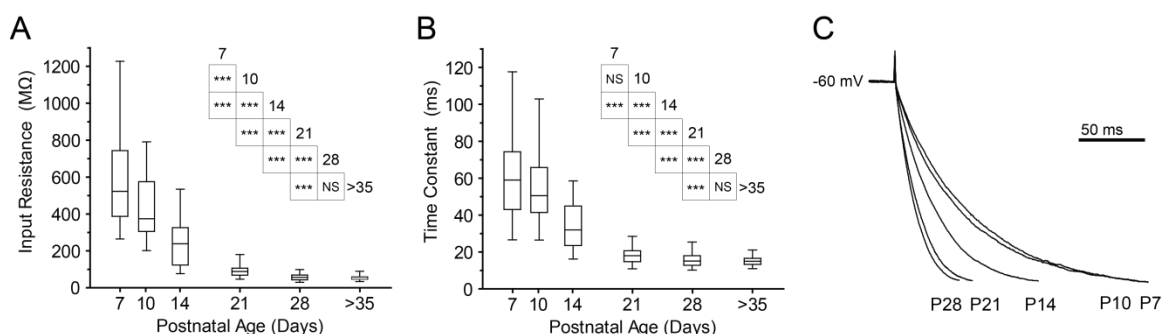 A
Input Resistance (MΩ)
1200
1000
800
600
400
200
0
7
*** 10
*** *** 14
*** *** 21
*** *** 28
*** NS >35
7 10 14 21 28 >35
Postnatal Age (Days)
B
Time Constant (ms)
120
100
80
60
40
20
0
7
NS 10
*** *** 14
*** *** 21
*** *** 28
*** NS >35
7 10 14 21 28 >35
Postnatal Age (Days)
C
-60 mV
50 ms
P28 P21 P14 P10 P7